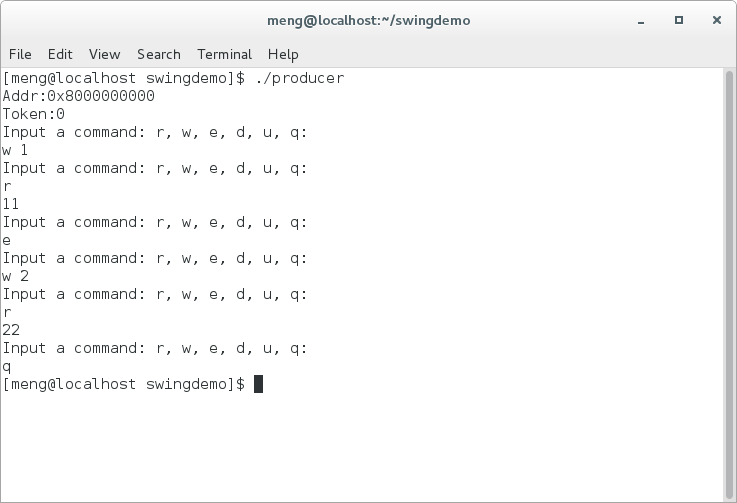 meng@localhost:~/swingdemo
File Edit View Search Terminal Help
[meng@localhost swingdemo]$ ./producer
Addr:0x8000000000
Token:0
Input a command: r, w, e, d, u, q:
w 1
Input a command: r, w, e, d, u, q:
r
11
Input a command: r, w, e, d, u, q:
e
Input a command: r, w, e, d, u, q:
w 2
Input a command: r, w, e, d, u, q:
r
22
Input a command: r, w, e, d, u, q:
q
[meng@localhost swingdemo]$